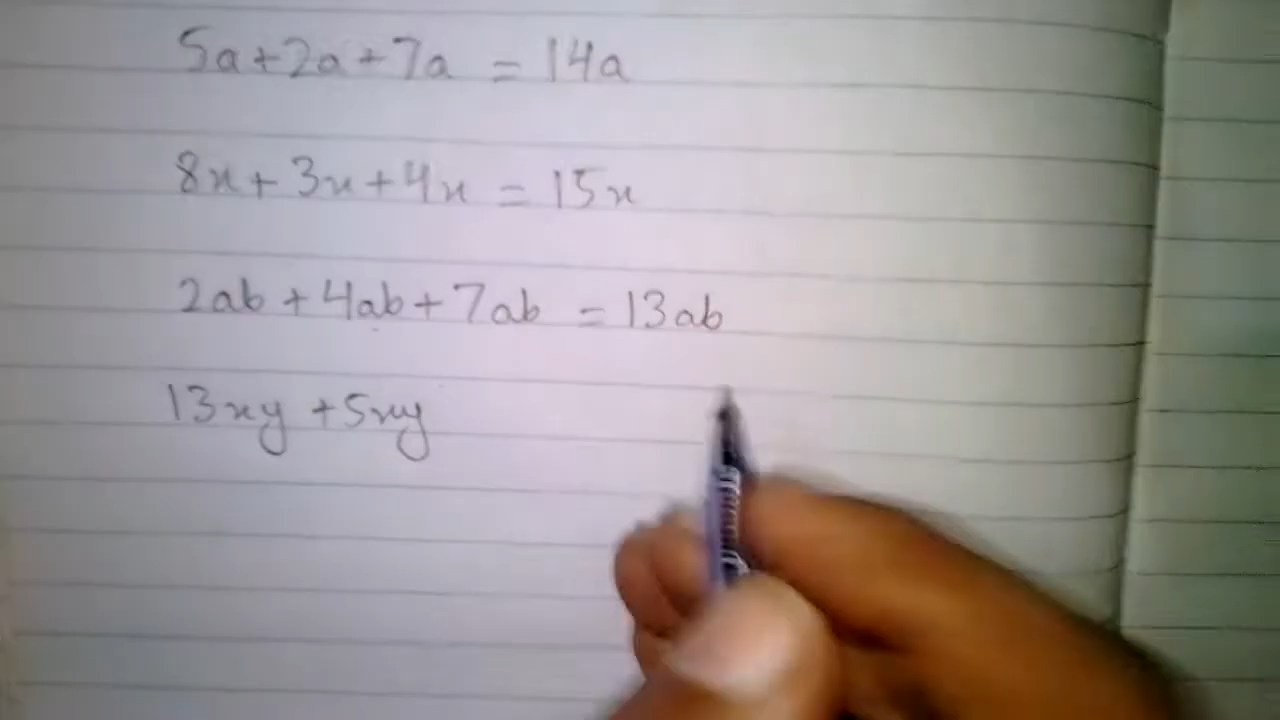 5a+2a+7a = 14a
8x+3x+4x = 15x
2ab+4ab+7ab = 13ab
13xy+5xy